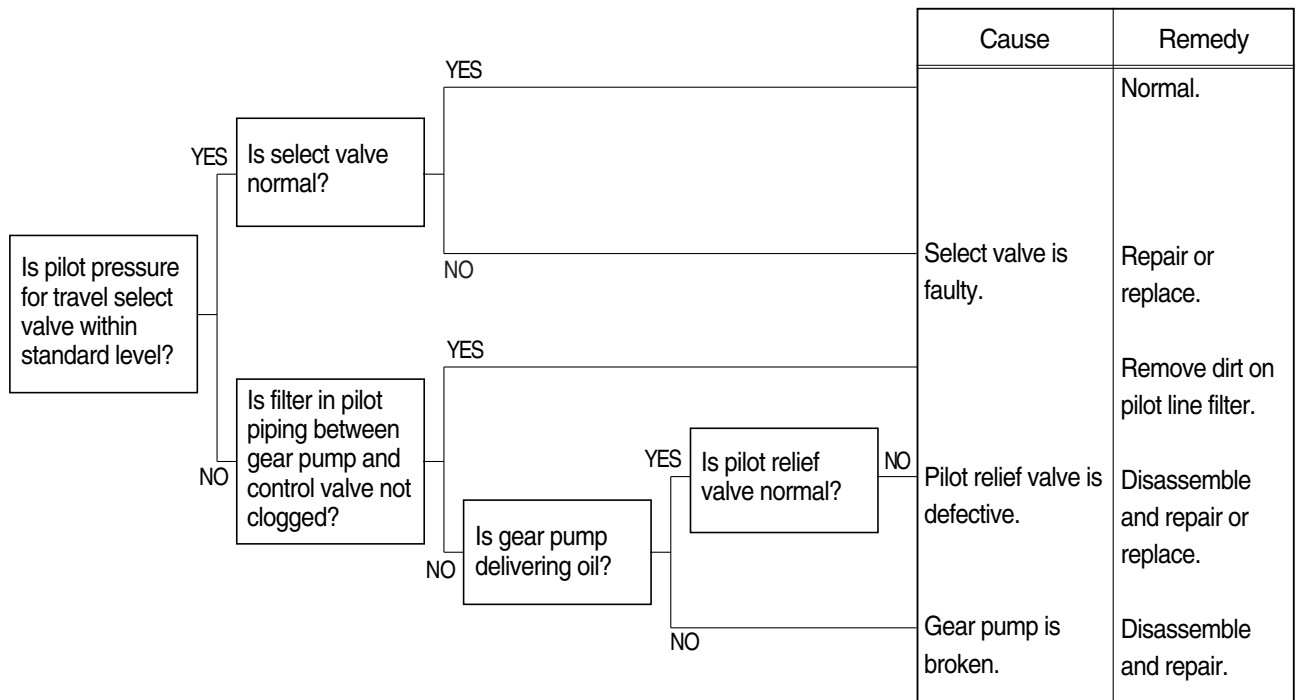 Cause
Remedy
YES
Normal.
YES
Is select valve
normal?
NO
Select valve is
faulty.
Repair or
replace.
Is pilot pressure
for travel select
valve within
standard level?
YES
Remove dirt on
pilot line filter.
NO
Is filter in pilot
piping between
gear pump and
control valve not
clogged?
YES
Is pilot relief
valve normal?
NO
Pilot relief valve is
defective.
Disassemble
and repair or
replace.
NO
Is gear pump
delivering oil?
NO
Gear pump is
broken.
Disassemble
and repair.